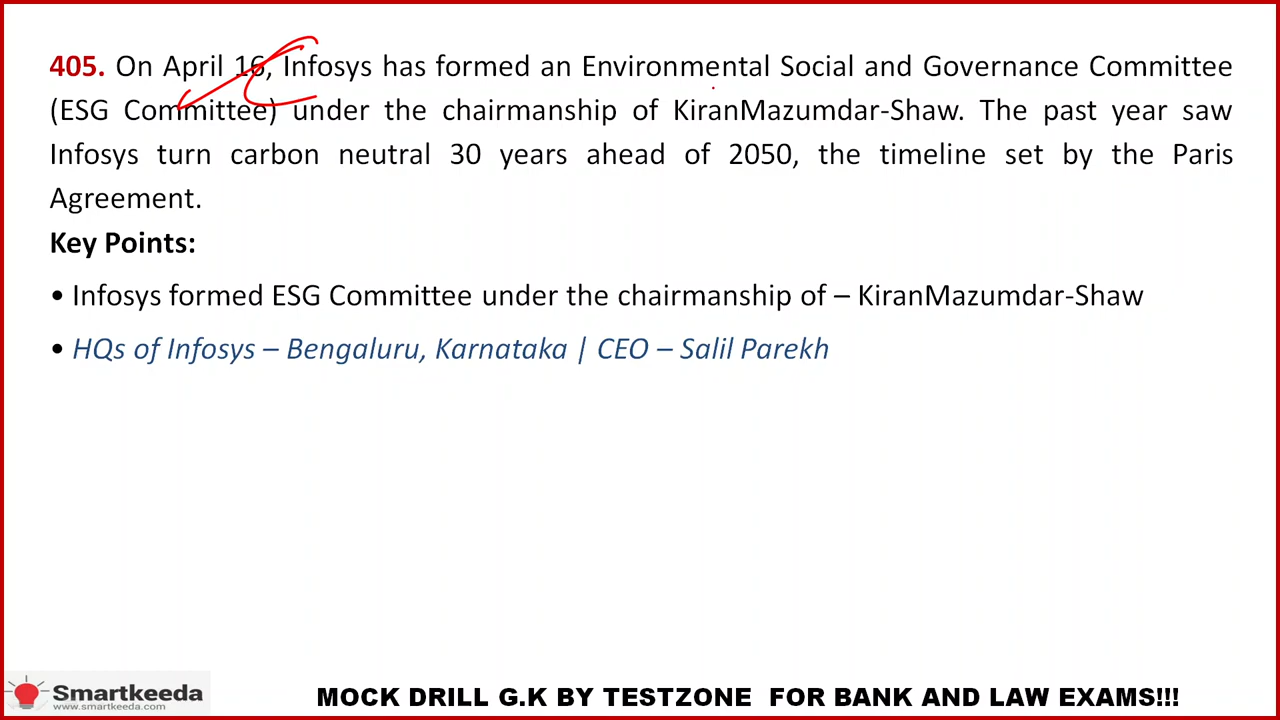 405. On April 16, Infosys has formed an Environmental Social and Governance Committee
(ESG Committee) under the chairmanship of KiranMazumdar-Shaw. The past year saw
Infosys turn carbon neutral 30 years ahead of 2050, the timeline set by the Paris
Agreement.
Key Points:
• Infosys formed ESG Committee under the chairmanship of – KiranMazumdar-Shaw
• HQs of Infosys – Bengaluru, Karnataka | CEO – Salil Parekh
Smartkeeda
www.smartkeeda.com
MOCK DRILL G.K BY TESTZONE FOR BANK AND LAW EXAMS!!!